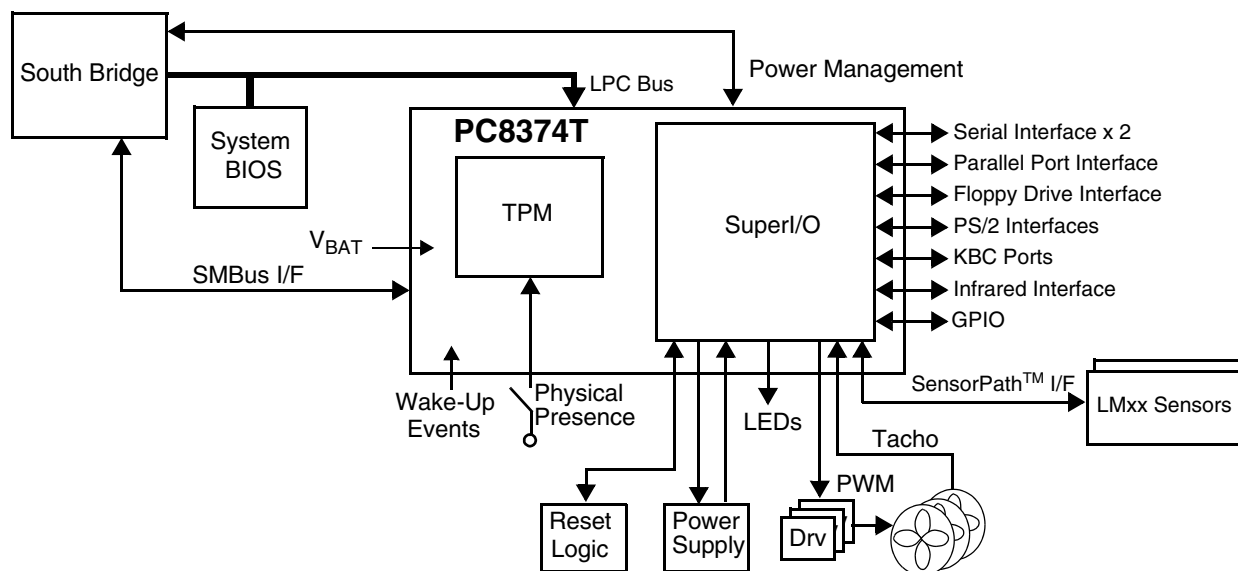 South Bridge
Power Management
LPC Bus
System
BIOS
PC8374T
TPM
SuperI/O
Serial Interface x 2
Parallel Port Interface
Floppy Drive Interface
PS/2 Interfaces
KBC Ports
Infrared Interface
GPIO
VBAT
SMBus I/F
Wake-Up
Events
Physical
Presence
LEDs
SensorPath™ I/F
LMxx Sensors
Tacho
PWM
Reset
Logic
Power
Supply
Drv